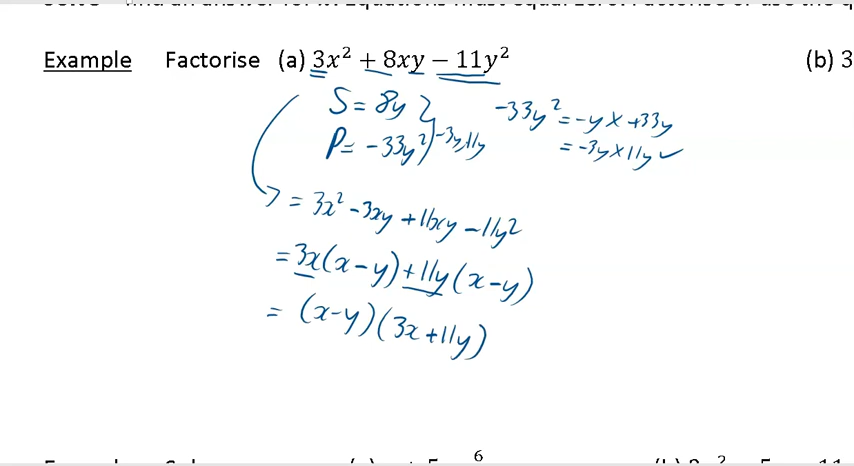 Example Factorise (a) 3x² + 8xy − 11y² (b) 3
S = 8y
P = -33y² } -3y, 11y
-33y² = -y × +33y
= -3y × 11y ✓
= 3x² - 3xy + 11xy - 11y²
= 3x(x-y) + 11y(x-y)
= (x-y)(3x + 11y)
6